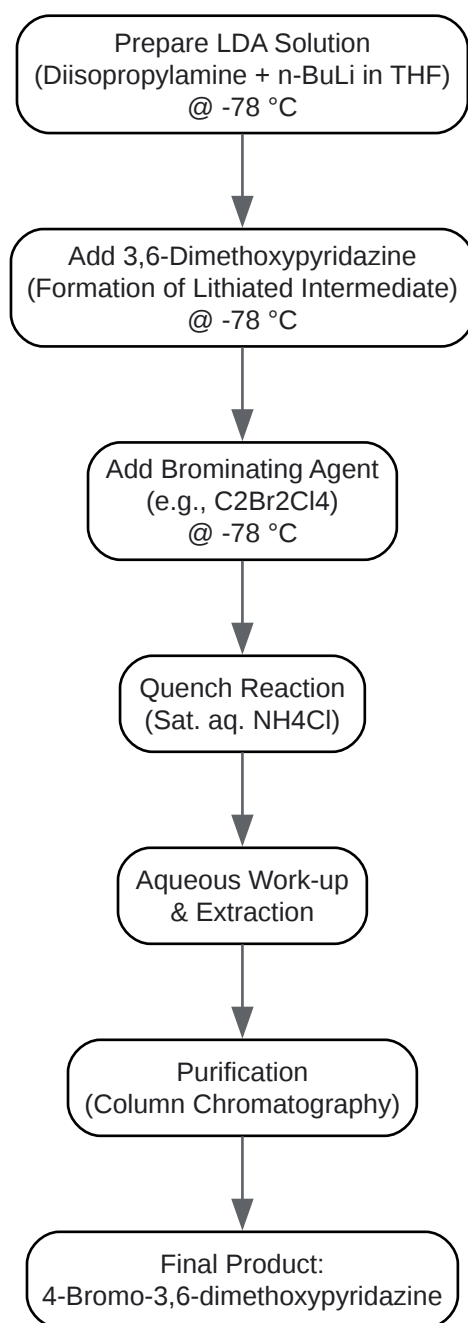 Prepare LDA Solution
(Diisopropylamine + n-BuLi in THF)
@ -78 °C
Add 3,6-Dimethoxypyridazine
(Formation of Lithiated Intermediate)
@ -78 °C
Add Brominating Agent
(e.g., C2Br2Cl4)
@ -78 °C
Quench Reaction
(Sat. aq. NH4Cl)
Aqueous Work-up
& Extraction
Purification
(Column Chromatography)
Final Product:
4-Bromo-3,6-dimethoxypyridazine